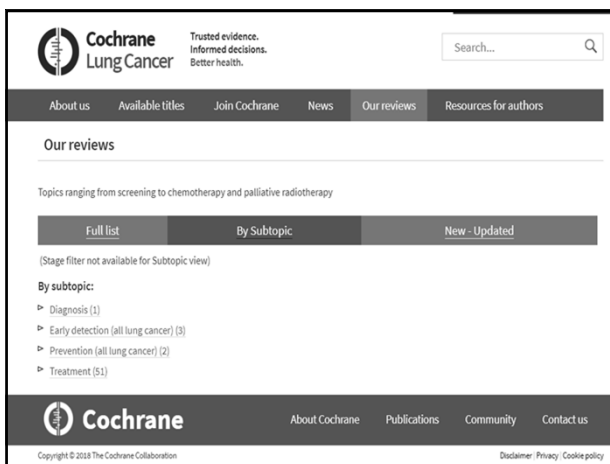 Cochrane
Lung Cancer
Trusted evidence.
Informed decisions.
Better health.
Search...
About us Available titles Join Cochrane News Our reviews Resources for authors
Our reviews
Topics ranging from screening to chemotherapy and palliative radiotherapy
Full list By Subtopic New - Updated
(Stage filter not available for Subtopic view)
By subtopic:
Diagnosis (1)
Early detection (all lung cancer) (3)
Prevention (all lung cancer) (2)
Treatment (51)
Cochrane About Cochrane Publications Community Contact us
Copyright © 2018 The Cochrane Collaboration Disclaimer | Privacy | Cookie policy